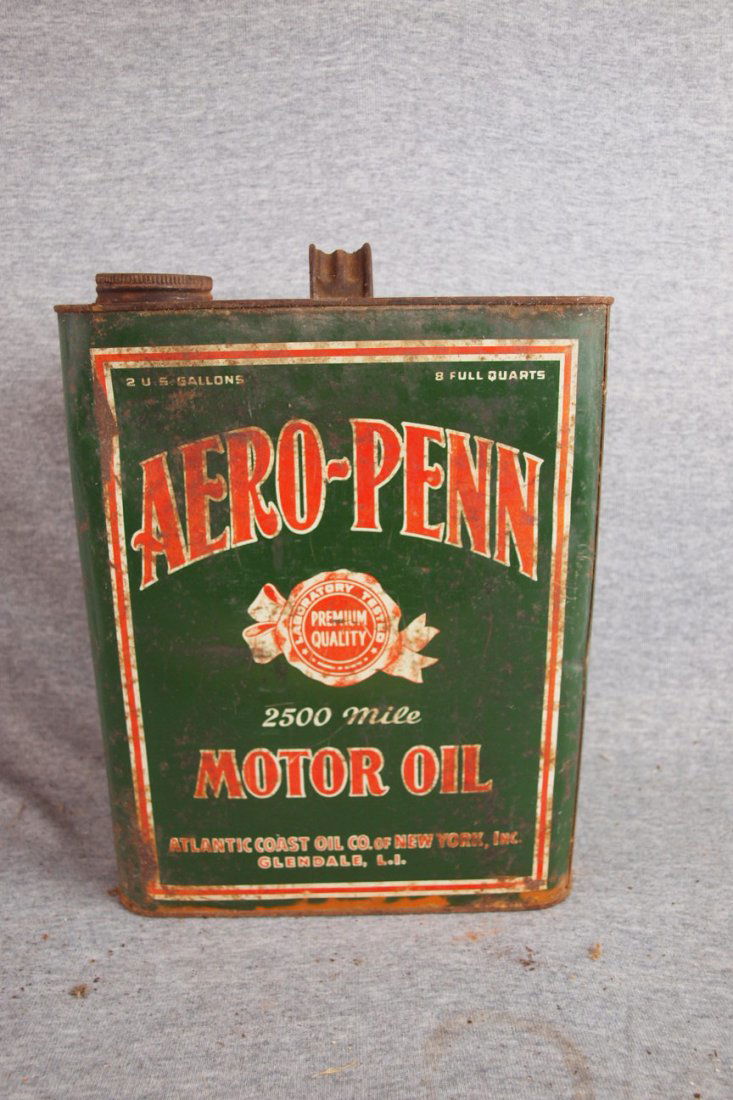 2 U.S. GALLONS
8 FULL QUARTS
AERO-PENN
LABORATORY TESTED
PREMIUM
QUALITY
2500 Mile
MOTOR OIL
ATLANTIC COAST OIL CO. OF NEW YORK, INC.
GLENDALE, L.I.